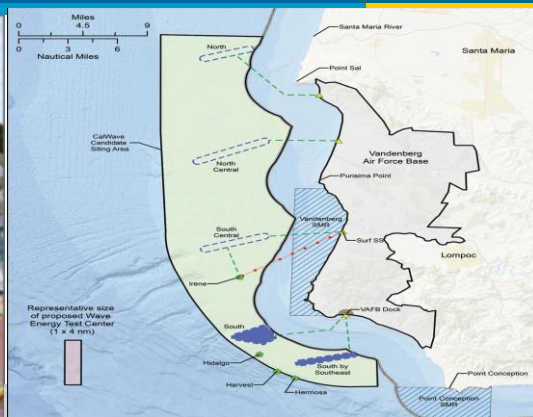 Miles
0 4.5 9
0 3 6
Nautical Miles
North
Santa Maria River
Santa Maria
Point Sal
CalWave
Candidate
Siting Area
North
Central
Vandenberg
Air Force Base
Purisima Point
Vandenberg
SMR
South
Central
Surf SS
Lompoc
Irene
Representative size
of proposed Wave
Energy Test Center
(1 x 4 nm)
VAFB Dock
South
Hidalgo
South by
Southeast
Harvest
Hermosa
Point Conception
Point Conception
SMR